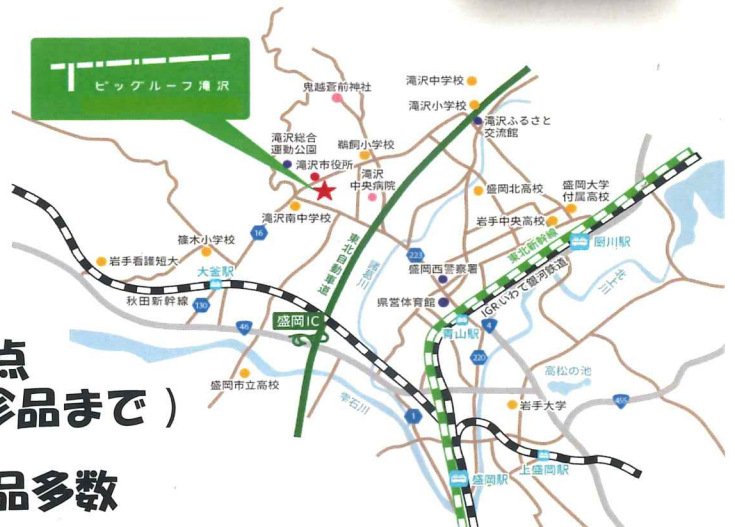 ビッグルーフ滝沢
鬼越蒼前神社
滝沢中学校
滝沢小学校
滝沢ふるさと
交流館
滝沢総合
運動公園
鵜飼小学校
滝沢市役所
滝沢
中央病院
滝沢南中学校
盛岡北高校
盛岡大学
付属高校
岩手中央高校
東北新幹線
厨川駅
16
東北自動車道
諸葛川
223
篠木小学校
岩手看護短大
大釜駅
盛岡西警察署
県営体育館
IGRいわて銀河鉄道
北上川
秋田新幹線
130
盛岡IC
青山駅
4
46
220
高松の池
盛岡市立高校
雫石川
1
岩手大学
455
上盛岡駅
盛岡駅
点
品まで)
品多数